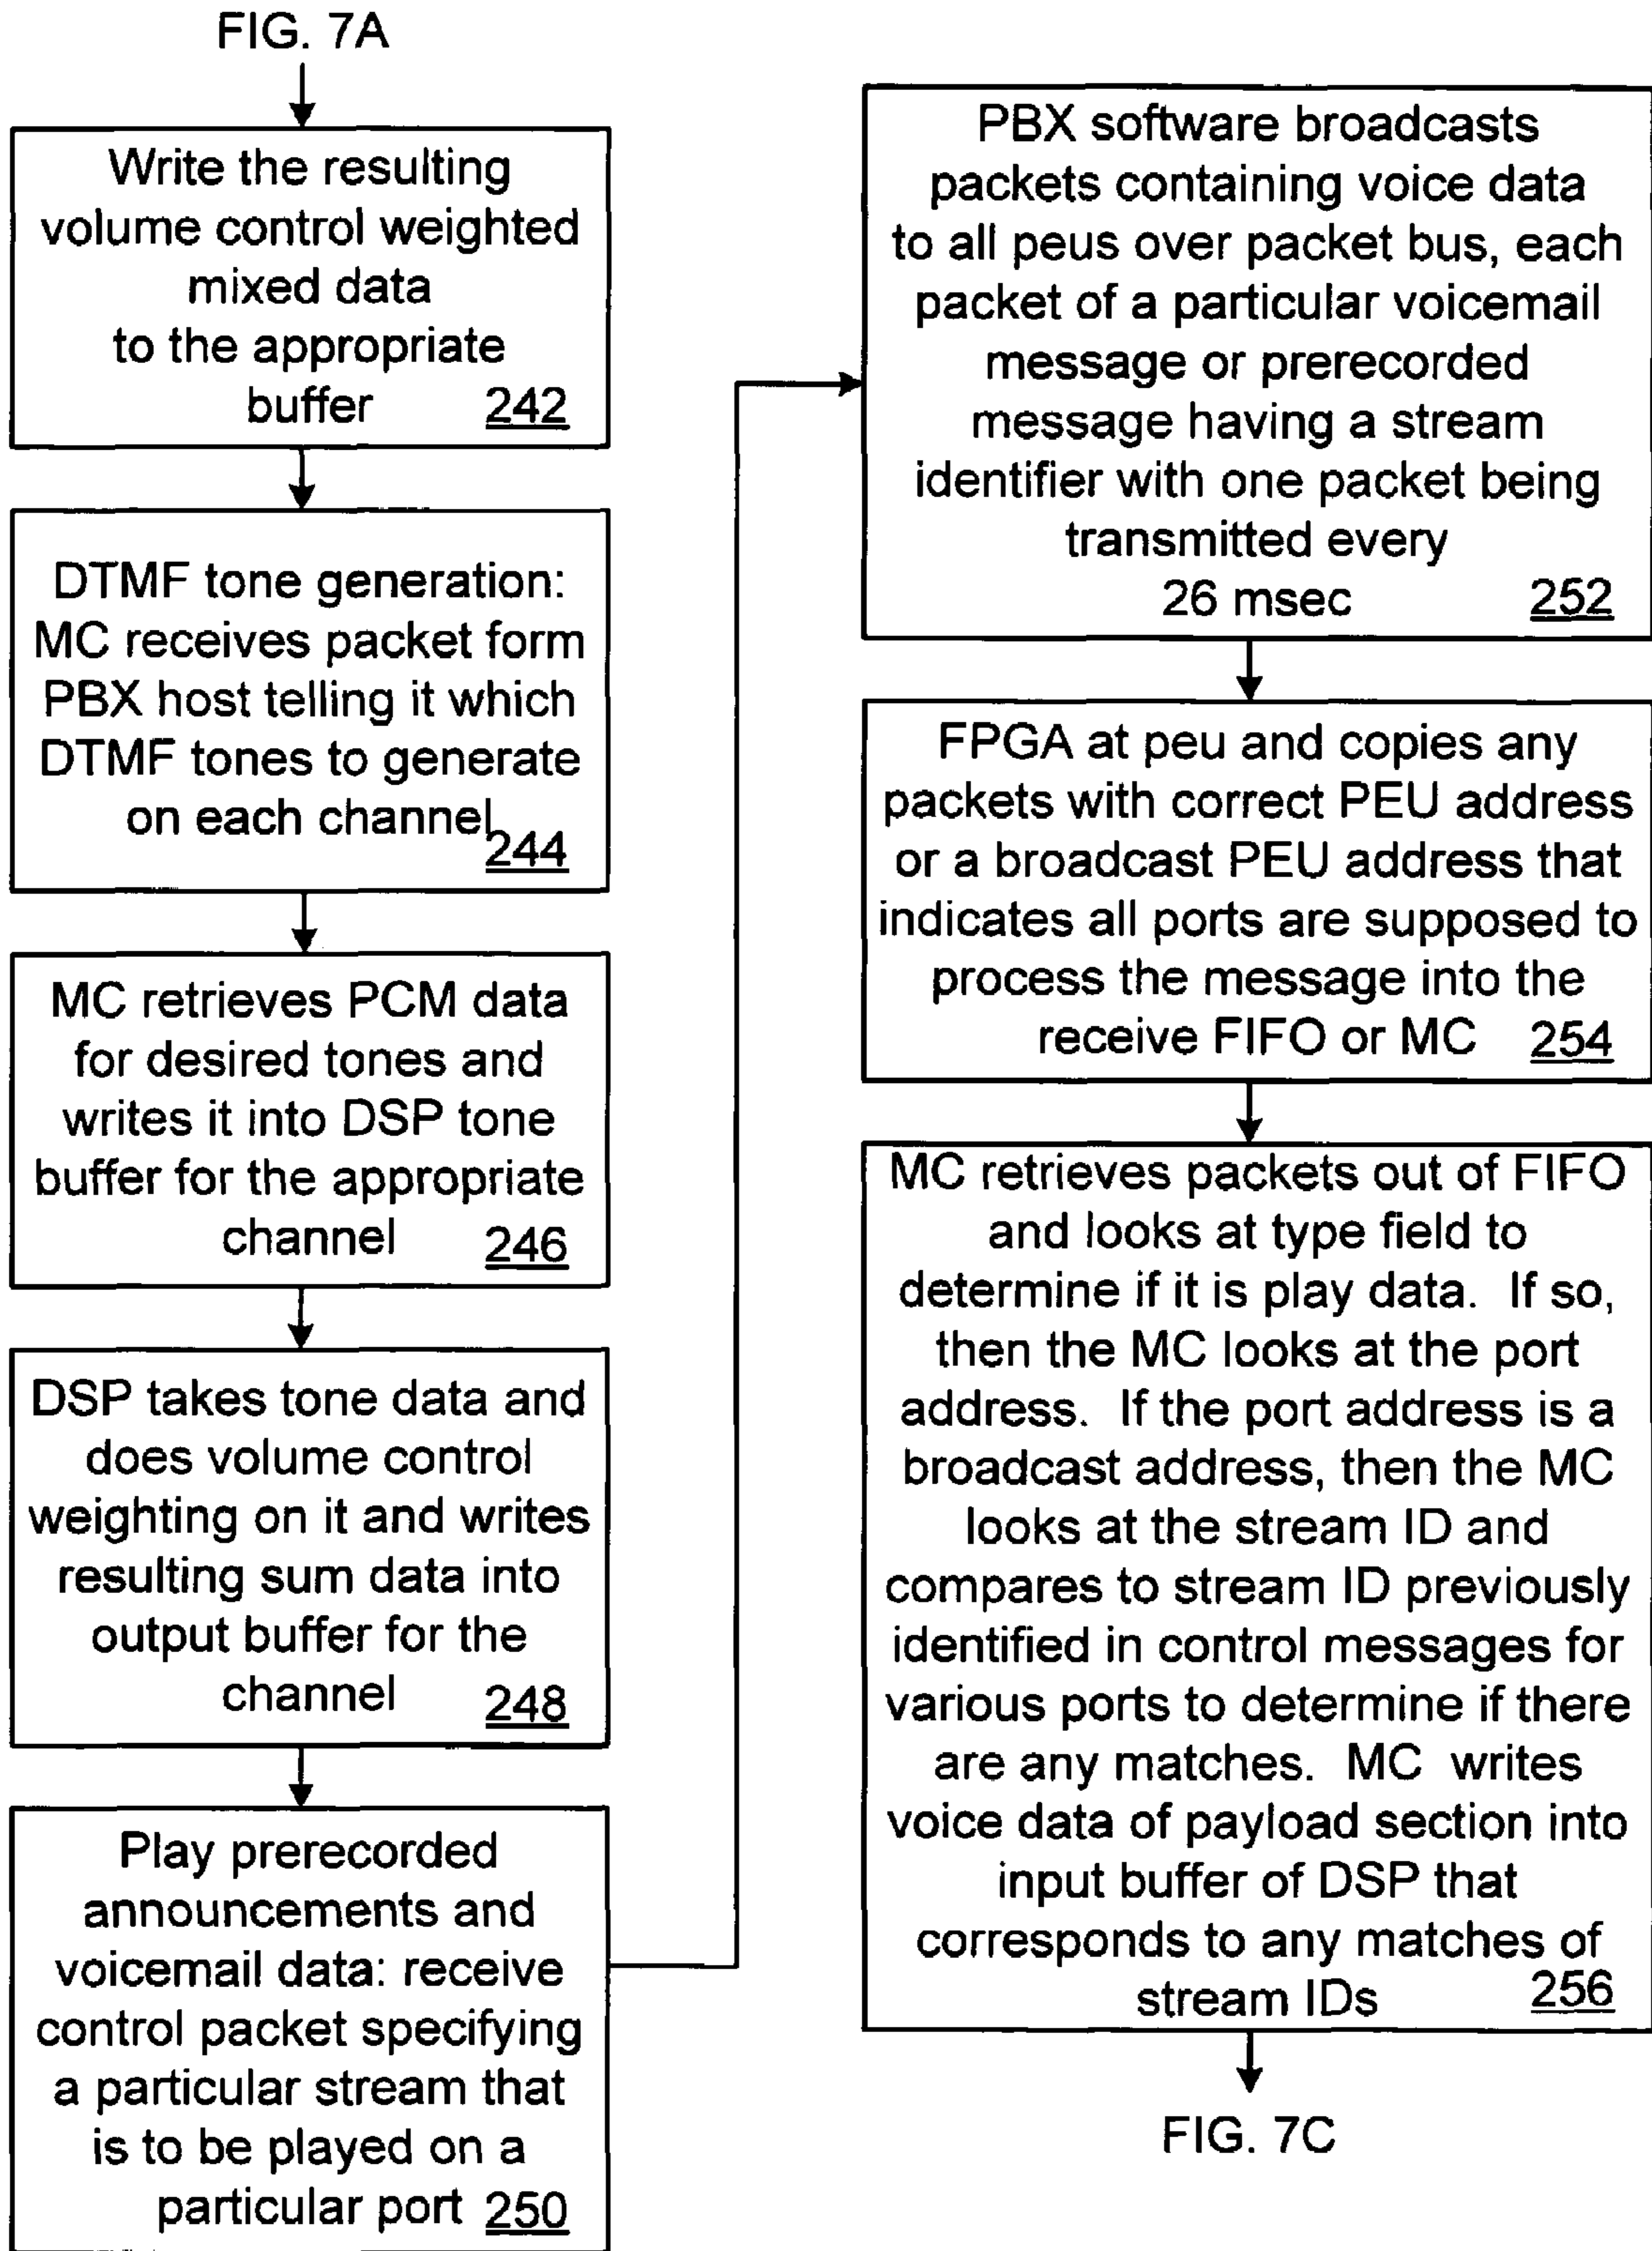 FIG. 7A
Write the resulting
volume control weighted
mixed data
to the appropriate
buffer 242
DTMF tone generation:
MC receives packet form
PBX host telling it which
DTMF tones to generate
on each channel
244
MC retrieves PCM data
for desired tones and
writes it into DSP tone
buffer for the appropriate
channel 246
DSP takes tone data and
does volume control
weighting on it and writes
resulting sum data into
output buffer for the
channel 248
Play prerecorded
announcements and
voicemail data: receive
control packet specifying
a particular stream that
is to be played on a
particular port 250
PBX software broadcasts
packets containing voice data
to all peus over packet bus, each
packet of a particular voicemail
message or prerecorded
message having a stream
identifier with one packet being
transmitted every
26 msec 252
FPGA at peu and copies any
packets with correct PEU address
or a broadcast PEU address that
indicates all ports are supposed to
process the message into the
receive FIFO or MC 254
MC retrieves packets out of FIFO
and looks at type field to
determine if it is play data. If so,
then the MC looks at the port
address. If the port address is a
broadcast address, then the MC
looks at the stream ID and
compares to stream ID previously
identified in control messages for
various ports to determine if there
are any matches. MC writes
voice data of payload section into
input buffer of DSP that
corresponds to any matches of
stream IDs 256
FIG. 7C